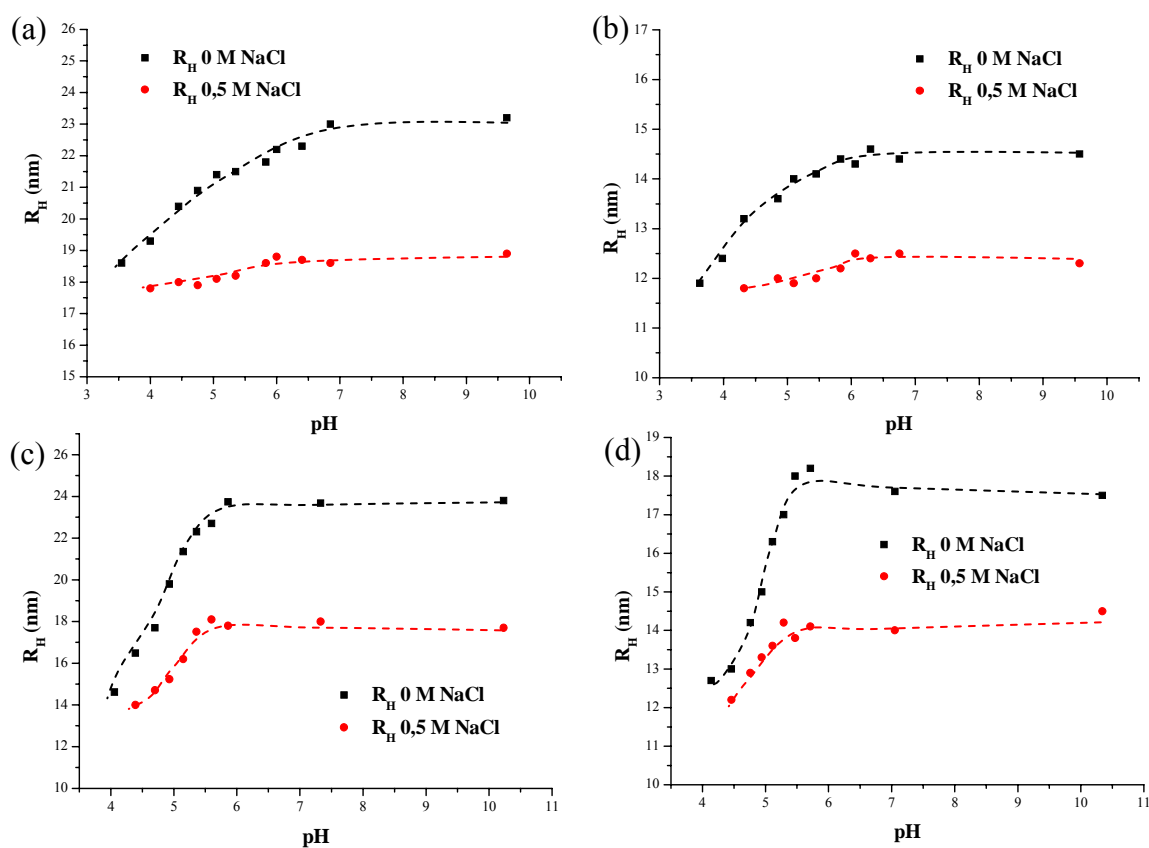 (a)
26
25
24
23
22
21
20
19
18
17
16
15
R_H (nm)
R_H 0 M NaCl
R_H 0,5 M NaCl
3 4 5 6 7 8 9 10
pH
(b)
17
16
15
14
13
12
11
10
R_H (nm)
R_H 0 M NaCl
R_H 0,5 M NaCl
3 4 5 6 7 8 9 10
pH
(c)
26
24
22
20
18
16
14
12
10
R_H (nm)
R_H 0 M NaCl
R_H 0,5 M NaCl
4 5 6 7 8 9 10 11
pH
(d)
19
18
17
16
15
14
13
12
11
10
R_H (nm)
R_H 0 M NaCl
R_H 0,5 M NaCl
4 5 6 7 8 9 10 11
pH